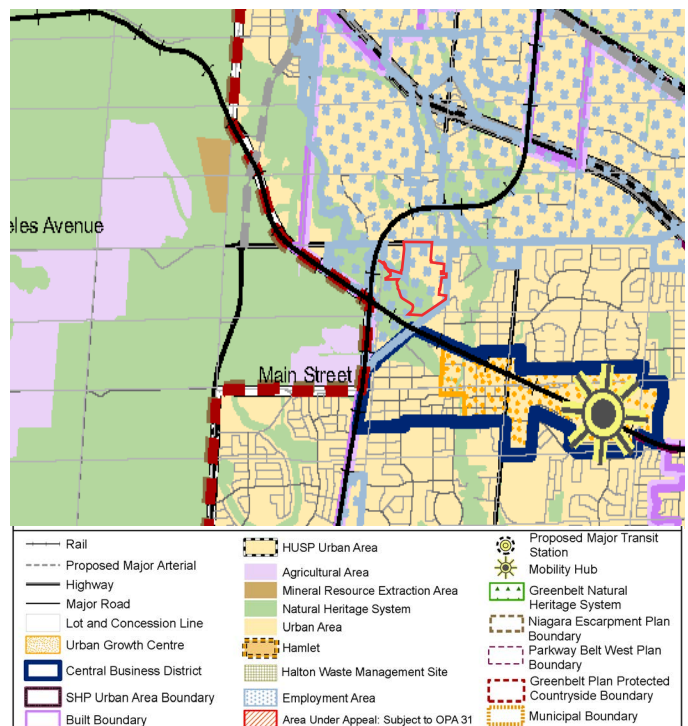 eles Avenue
Main Street
Rail
Proposed Major Arterial
Highway
Major Road
Lot and Concession Line
Urban Growth Centre
Central Business District
SHP Urban Area Boundary
Built Boundary
HUSP Urban Area
Agricultural Area
Mineral Resource Extraction Area
Natural Heritage System
Urban Area
Hamlet
Halton Waste Management Site
Employment Area
Area Under Appeal: Subject to OPA 31
Proposed Major Transit
Station
Mobility Hub
Greenbelt Natural
Heritage System
Niagara Escarpment Plan
Boundary
Parkway Belt West Plan
Boundary
Greenbelt Plan Protected
Countryside Boundary
Municipal Boundary